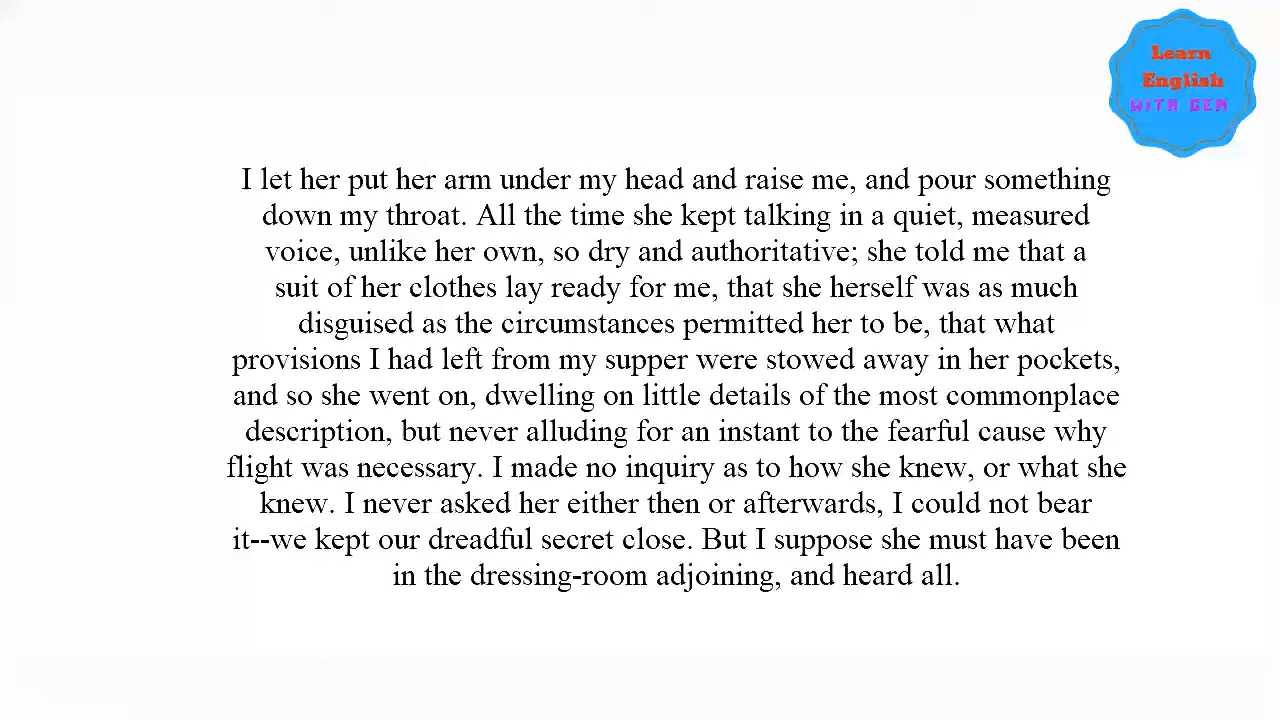 Learn
English
WITH GEM
I let her put her arm under my head and raise me, and pour something
down my throat. All the time she kept talking in a quiet, measured
voice, unlike her own, so dry and authoritative; she told me that a
suit of her clothes lay ready for me, that she herself was as much
disguised as the circumstances permitted her to be, that what
provisions I had left from my supper were stowed away in her pockets,
and so she went on, dwelling on little details of the most commonplace
description, but never alluding for an instant to the fearful cause why
flight was necessary. I made no inquiry as to how she knew, or what she
knew. I never asked her either then or afterwards, I could not bear
it--we kept our dreadful secret close. But I suppose she must have been
in the dressing-room adjoining, and heard all.